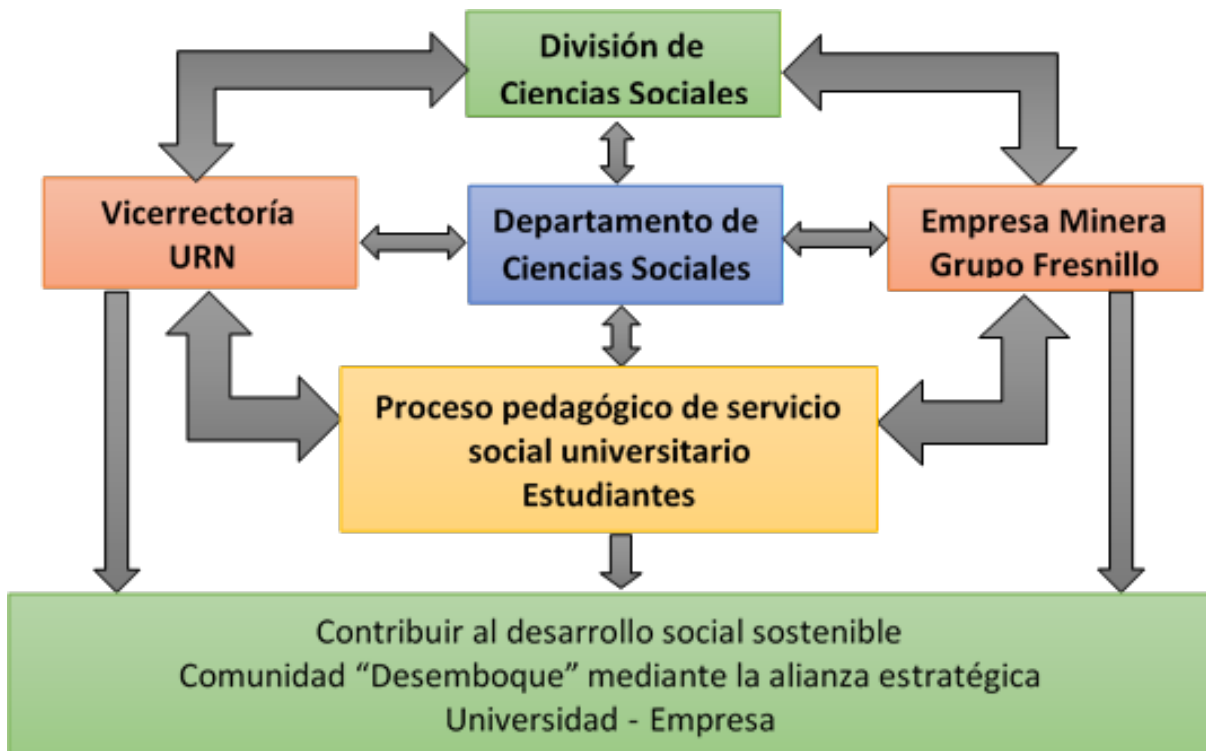 División de
Ciencias Sociales
Vicerrectoría
URN
Departamento de
Ciencias Sociales
Empresa Minera
Grupo Fresnillo
Proceso pedagógico de servicio
social universitario
Estudiantes
Contribuir al desarrollo social sostenible
Comunidad “Desemboque” mediante la alianza estratégica
Universidad - Empresa